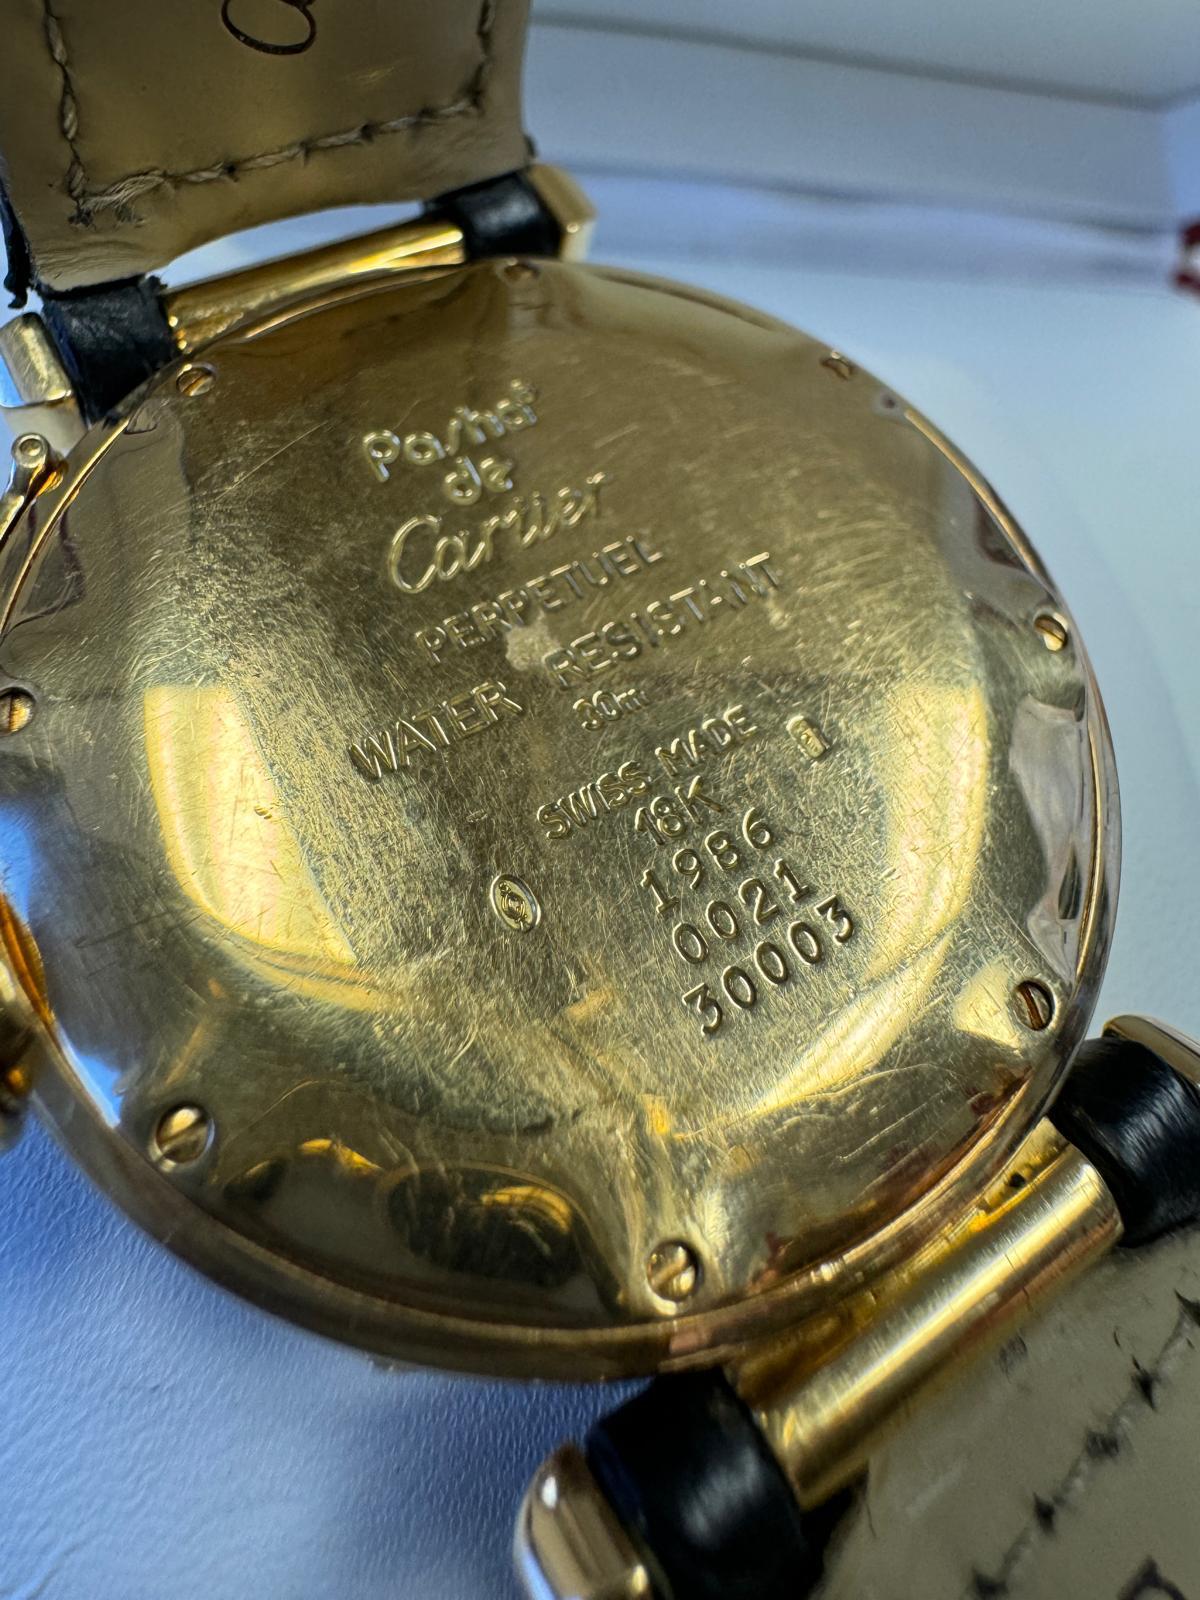 Pasha
de
Cartier
PERPETUEL
WATER RESISTANT
30m
SWISS MADE
18K
1986
0021
30003